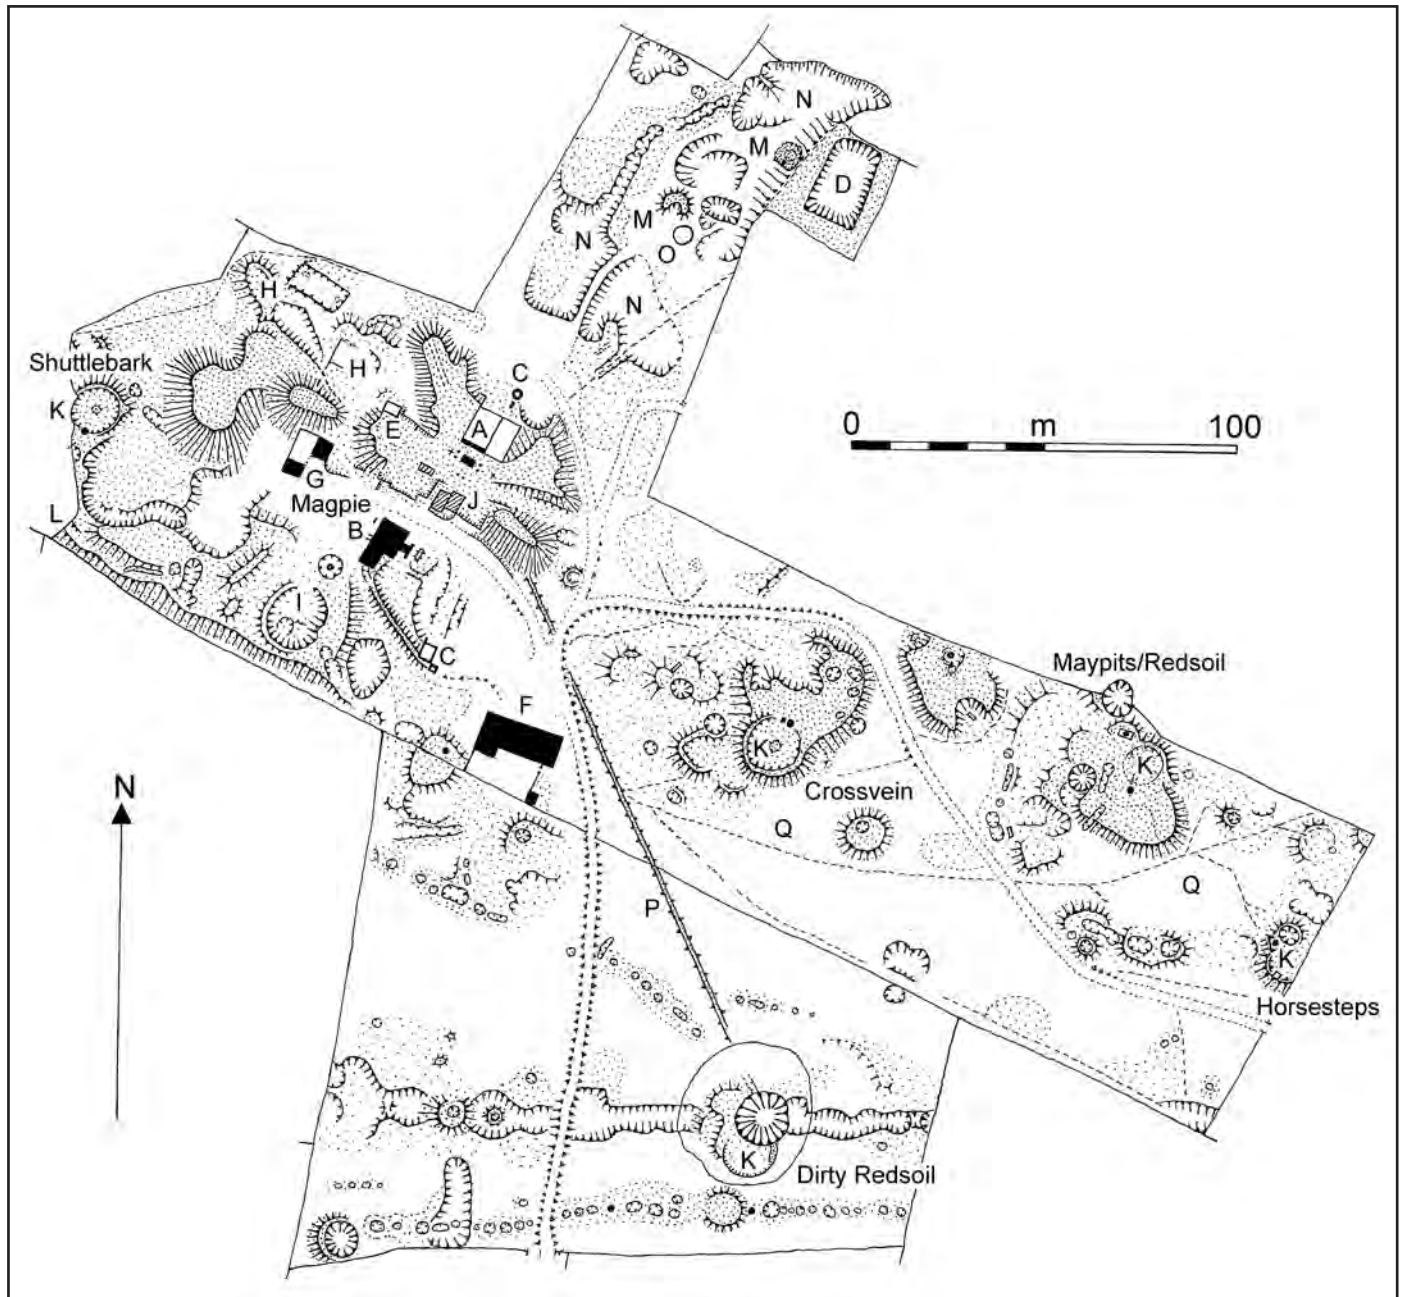 N
M
D
M
N
O
N
H
H
Shuttlebark
K
C
0 m 100
E
A
G
Magpie
J
L
B
I
C
Maypits/Redsoil
F
K
K
N
Crossvein
Q
Q
P
K
Horsesteps
K
Dirty Redsoil